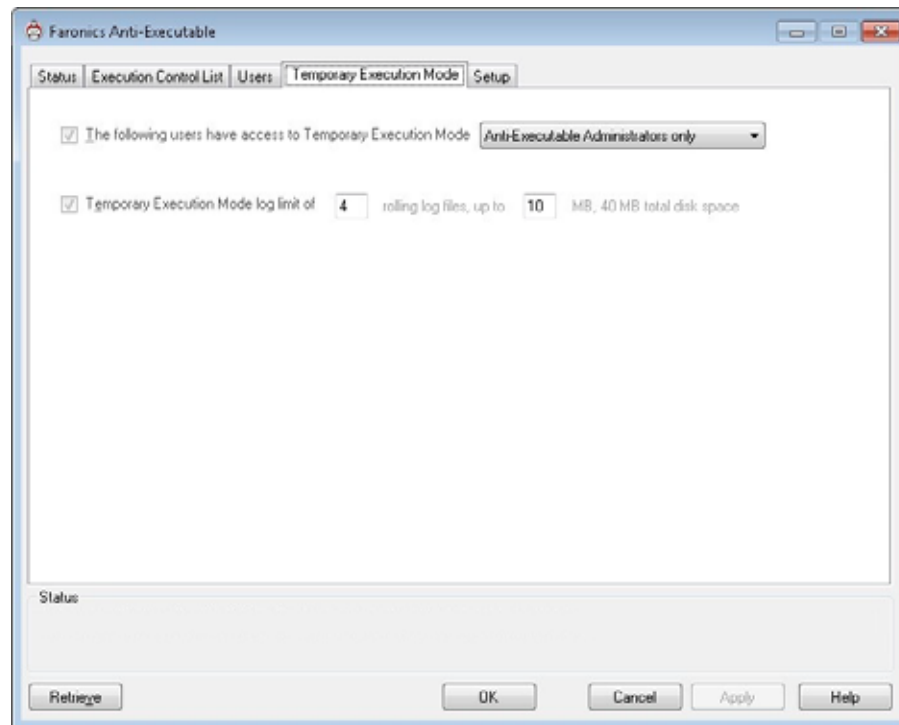 Faronics Anti-Executable
Status Execution Control List Users Temporary Execution Mode Setup
The following users have access to Temporary Execution Mode Anti-Executable Administrators only
Temporary Execution Mode log limit of 4 rolling log files, up to 10 MB, 40 MB total disk space
Status
Retrieve OK Cancel Apply Help